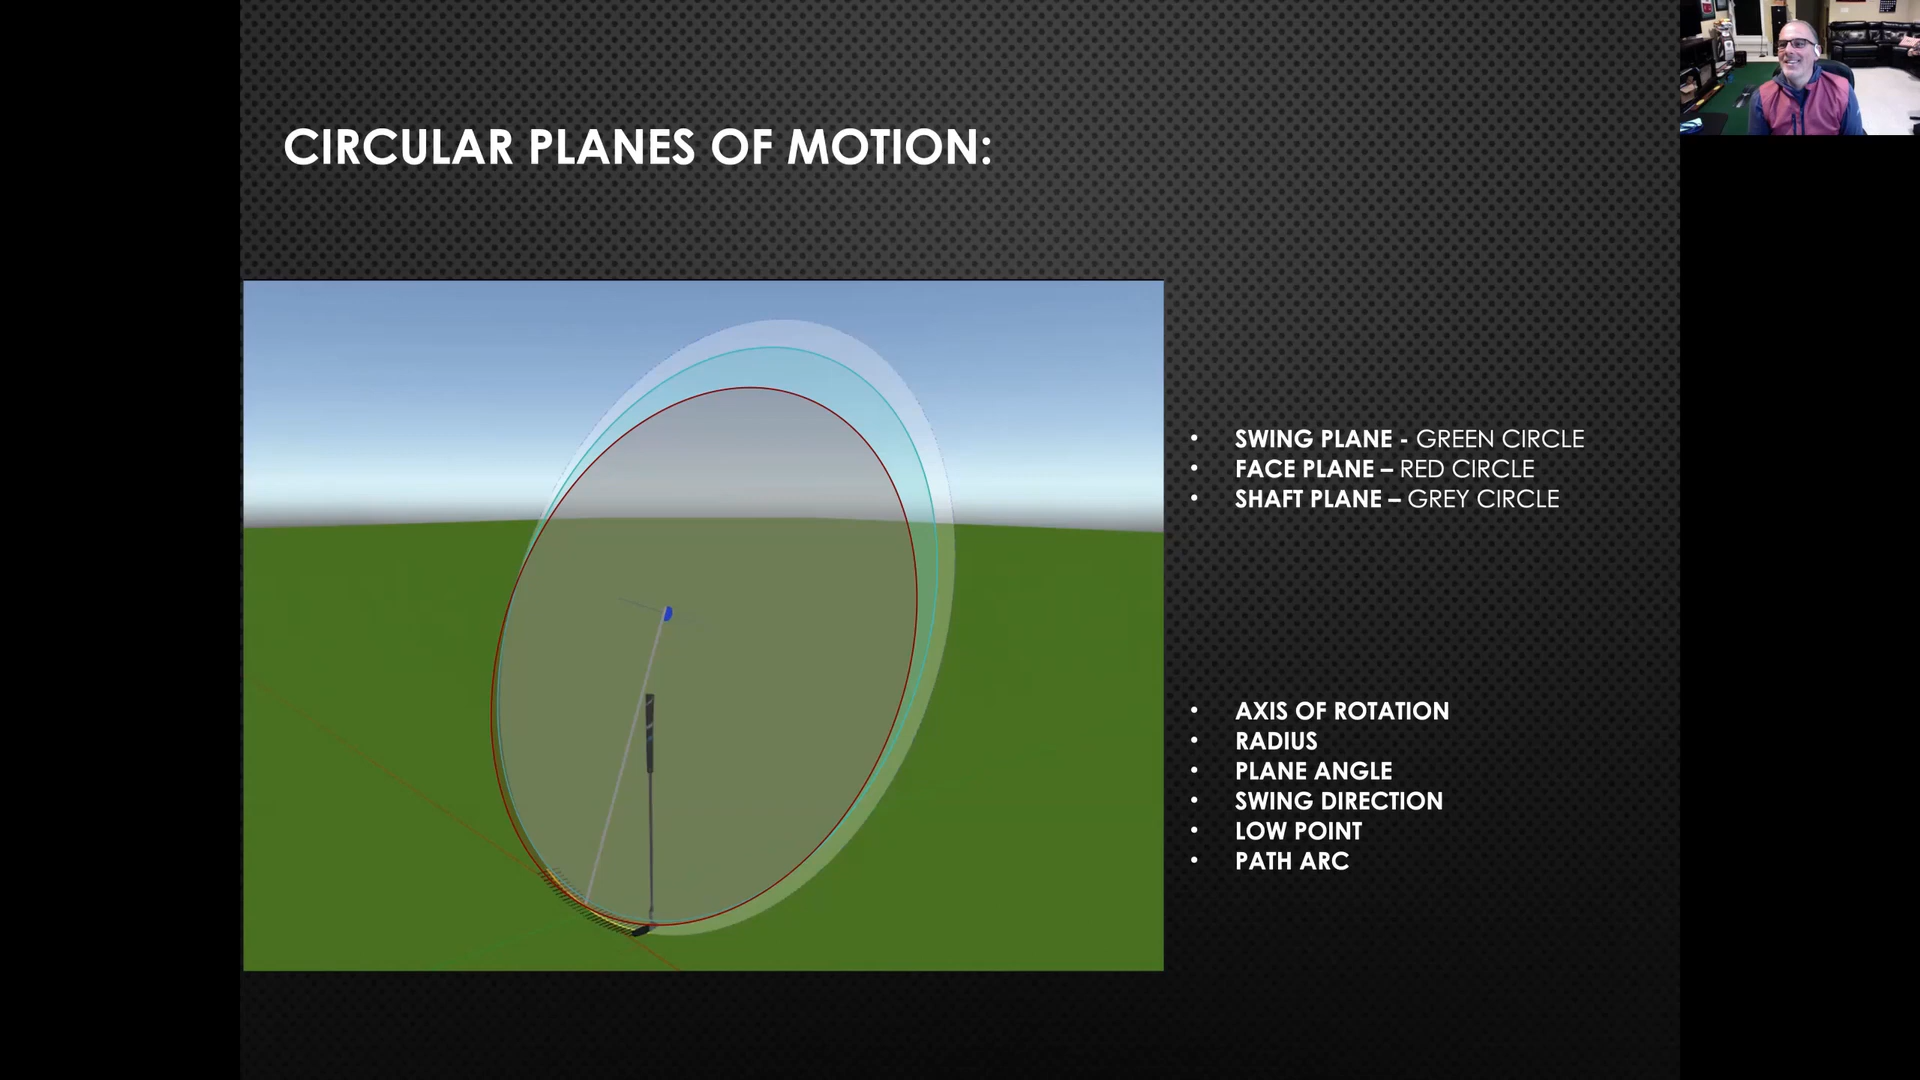 CIRCULAR PLANES OF MOTION:
• SWING PLANE - GREEN CIRCLE
• FACE PLANE – RED CIRCLE
• SHAFT PLANE – GREY CIRCLE
• AXIS OF ROTATION
• RADIUS
• PLANE ANGLE
• SWING DIRECTION
• LOW POINT
• PATH ARC